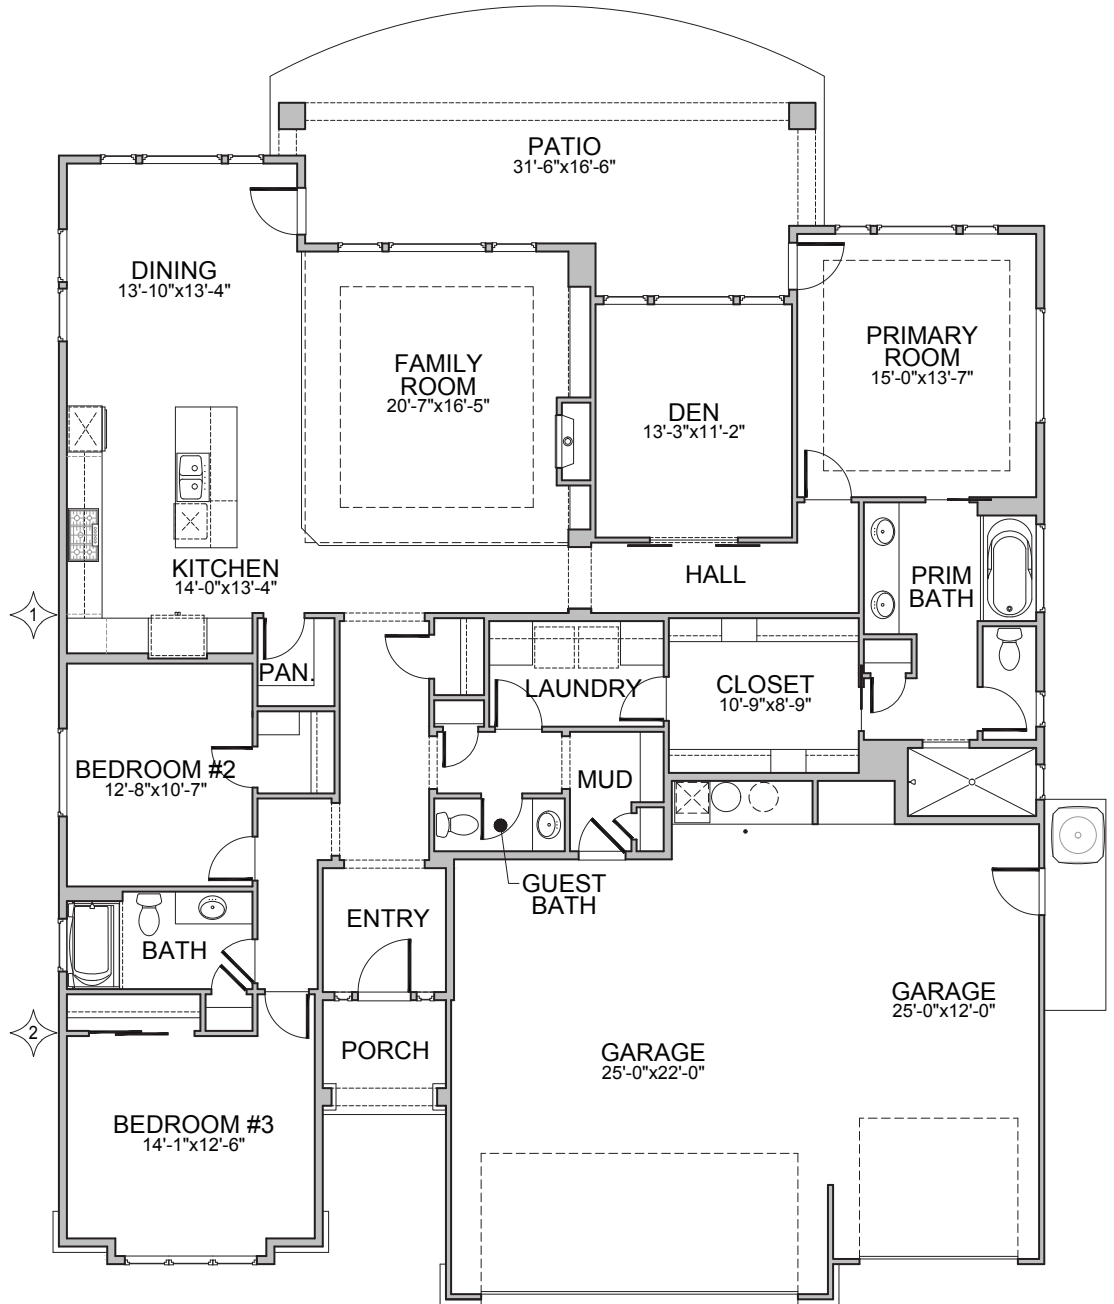 PATIO
31'-6"x16'-6"
DINING
13'-10"x13'-4"
FAMILY
ROOM
20'-7"x16'-5"
PRIMARY
ROOM
15'-0"x13'-7"
DEN
13'-3"x11'-2"
KITCHEN
14'-0"x13'-4"
HALL
PRIM
BATH
1
PAN.
LAUNDRY
CLOSET
10'-9"x8'-9"
BEDROOM #2
12'-8"x10'-7"
MUD
GUEST
BATH
ENTRY
BATH
GARAGE
25'-0"x12'-0"
2
PORCH
GARAGE
25'-0"x22'-0"
BEDROOM #3
14'-1"x12'-6"